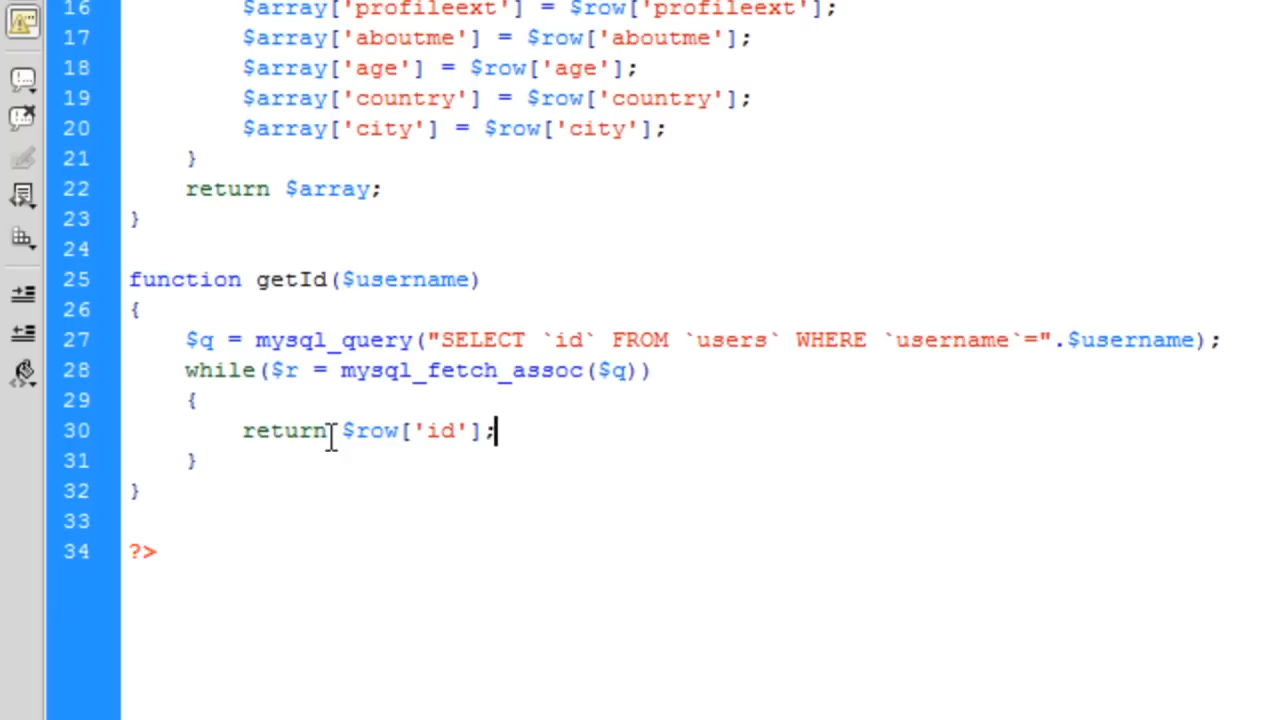 16 $array['profileext'] = $row['profileext'];
17 $array['aboutme'] = $row['aboutme'];
18 $array['age'] = $row['age'];
19 $array['country'] = $row['country'];
20 $array['city'] = $row['city'];
21 }
22 return $array;
23 }
24
25 function getId($username)
26 {
27 $q = mysql_query("SELECT `id` FROM `users` WHERE `username`=".$username);
28 while($r = mysql_fetch_assoc($q))
29 {
30 return $row['id'];
31 }
32 }
33
34 ?>